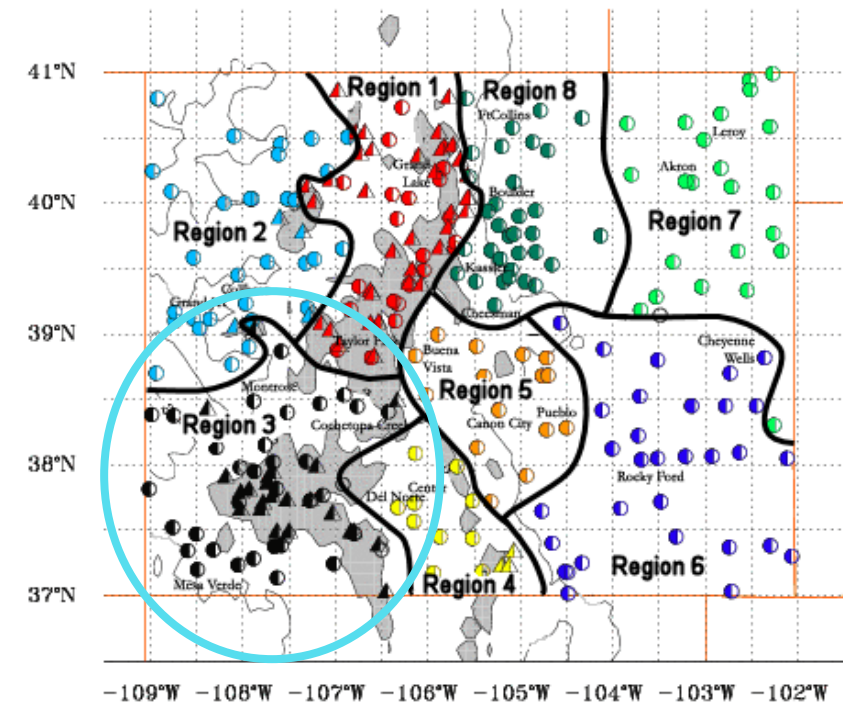 41°N
Region 1
Region 8
FtCollins
Leroy
Grand
Lake
Akron
40°N
Boulder
Region 2
Region 7
Kassler
Grand
Cheesman
39°N
Taylor
Cheyenne
Wells
Buena
Vista
Montrose
Region 5
Region 3
Cochetopa Creek
Pueblo
Canon City
38°N
Rocky Ford
Center
Del Norte
Mesa Verde
Region 4
Region 6
37°N
-109°W -108°W -107°W -106°W -105°W -104°W -103°W -102°W